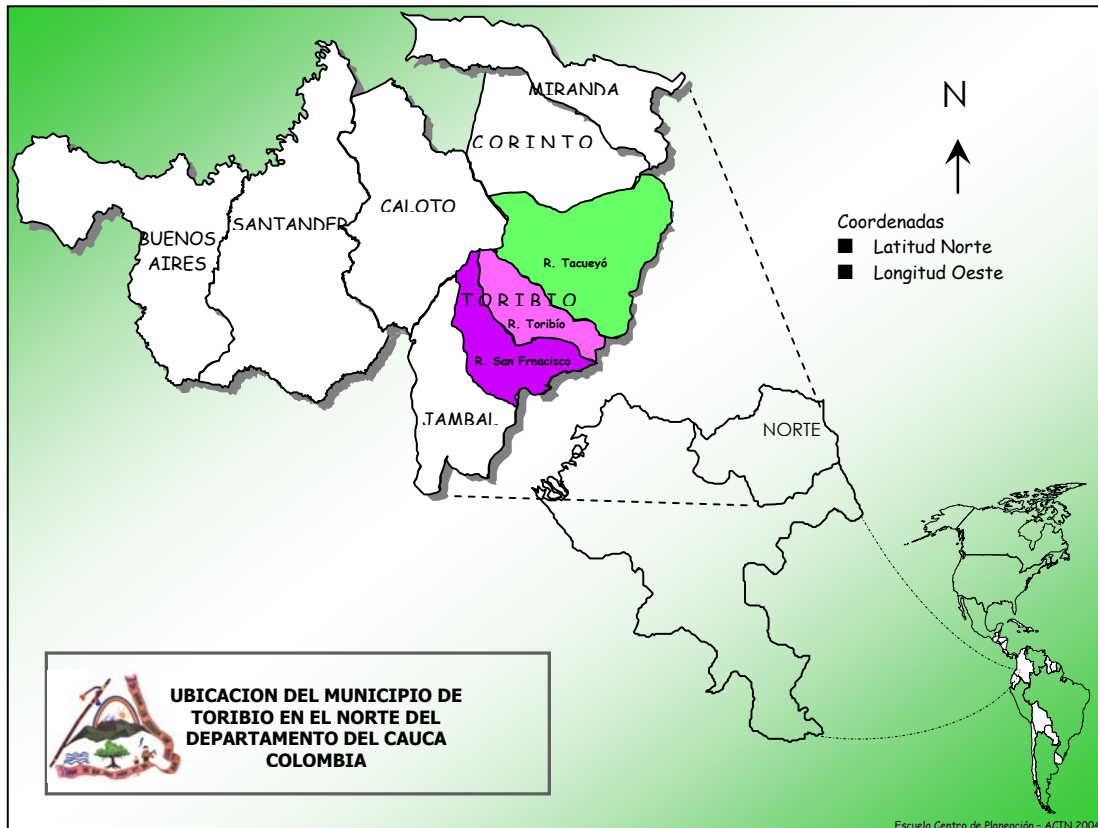 MIRANDA
N
CORINTO
CALOTO
Coordenadas
SANTANDER
Latitud Norte
BUENOS
AIRES
R. Tacueyó
Longitud Oeste
TORIBIO
R. Toribío
R. San Frnacisco
JAMBAL
NORTE
UBICACION DEL MUNICIPIO DE
TORIBIO EN EL NORTE DEL
DEPARTAMENTO DEL CAUCA
COLOMBIA
Escuela Centro de Planeación - ACIN 2004